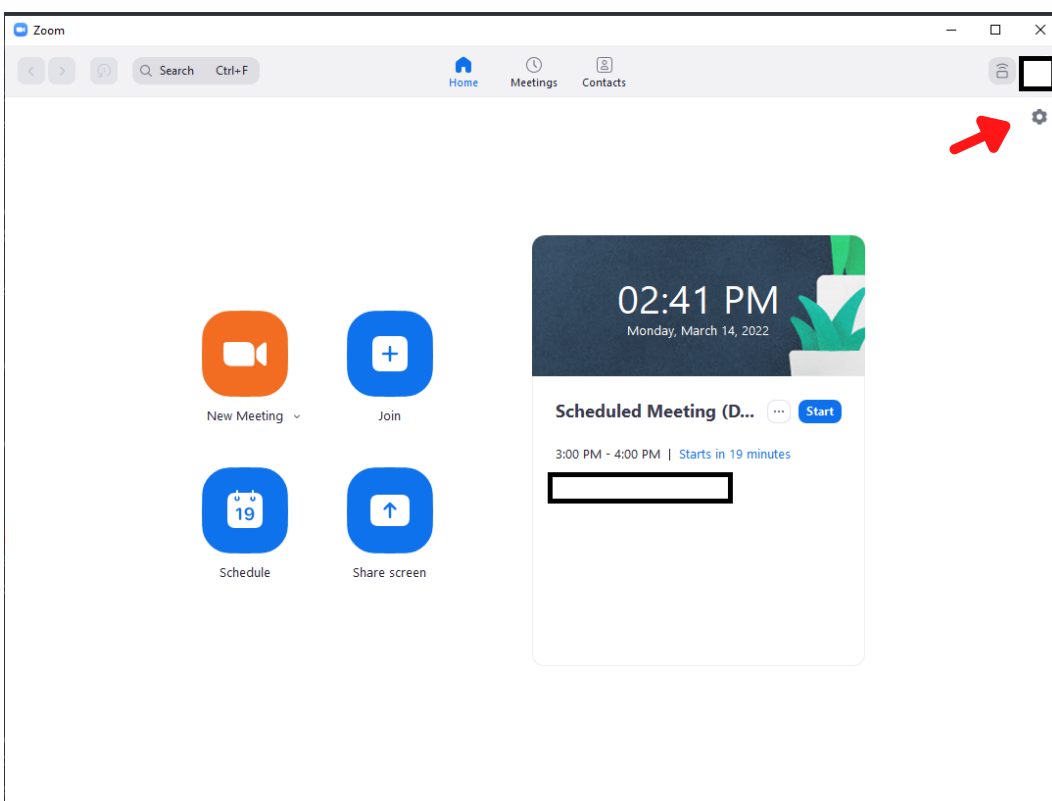 Zoom
Search Ctrl+F
Home
Meetings
Contacts
02:41 PM
Monday, March 14, 2022
New Meeting
Join
Scheduled Meeting (D... ... Start
3:00 PM - 4:00 PM | Starts in 19 minutes
19
Schedule
Share screen